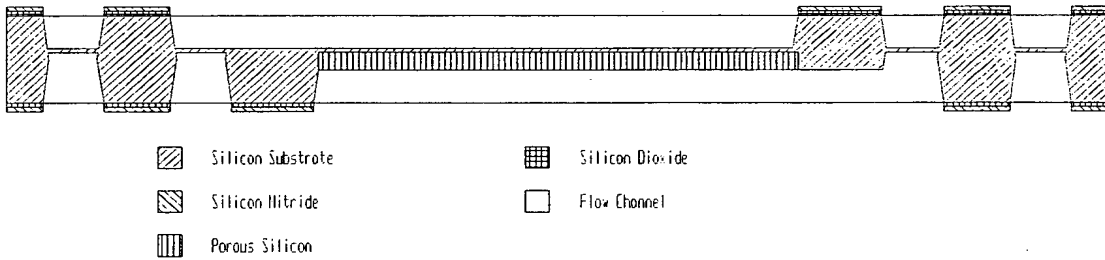 Silicon Substrate
Silicon Nitride
Porous Silicon
Silicon Dioxide
Flow Channel